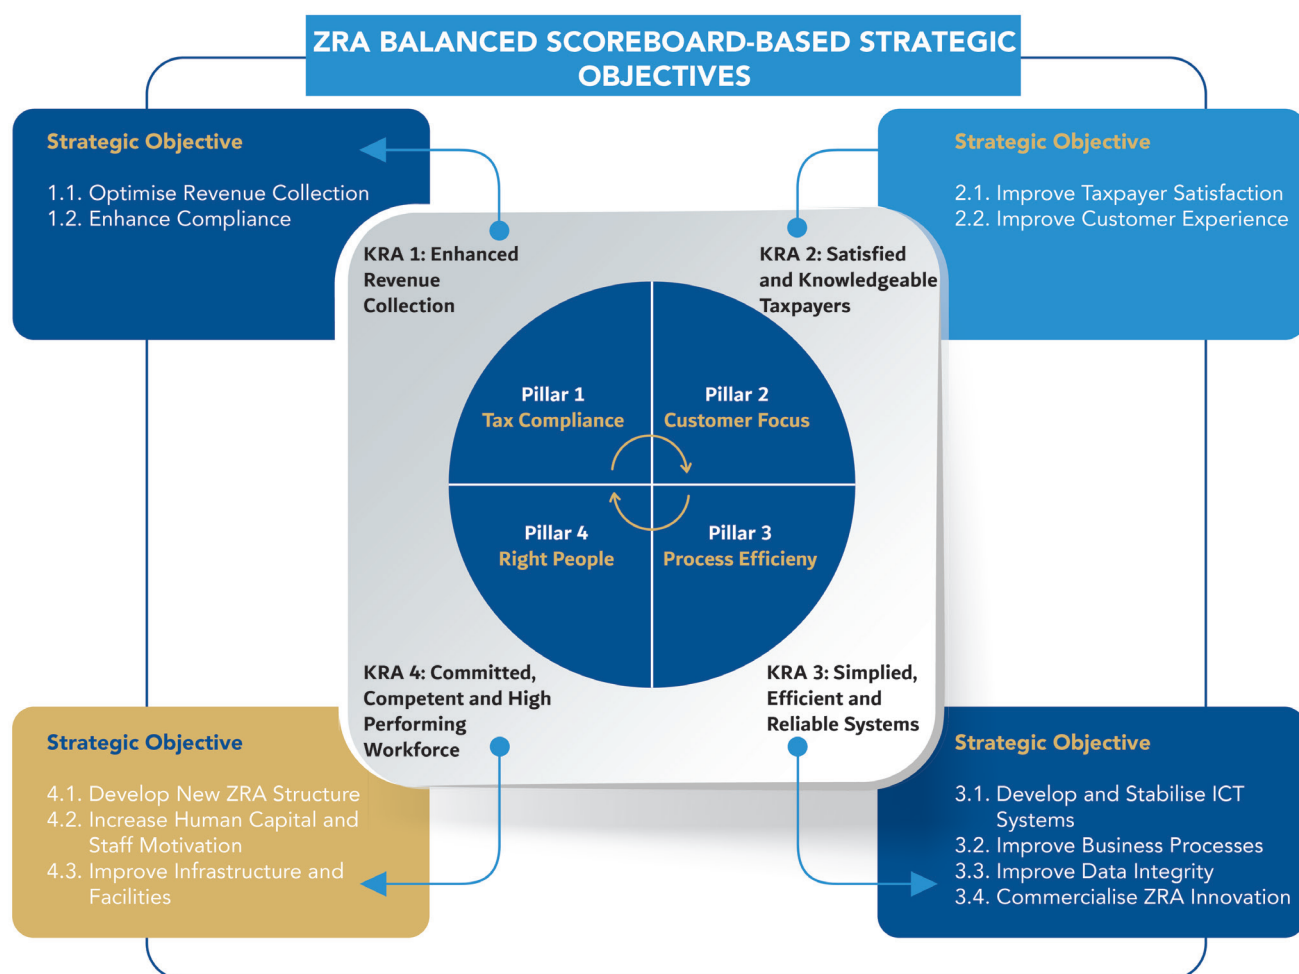 ZRA BALANCED SCOREBOARD-BASED STRATEGIC
OBJECTIVES
Strategic Objective
1.1. Optimise Revenue Collection
1.2. Enhance Compliance
Strategic Objective
2.1. Improve Taxpayer Satisfaction
2.2. Improve Customer Experience
KRA 1: Enhanced
Revenue
Collection
KRA 2: Satisfied
and Knowledgeable
Taxpayers
Pillar 1
Tax Compliance
Pillar 2
Customer Focus
Pillar 4
Right People
Pillar 3
Process Efficieny
KRA 4: Committed,
Competent and High
Performing
Workforce
KRA 3: Simplied,
Efficient and
Reliable Systems
Strategic Objective
4.1. Develop New ZRA Structure
4.2. Increase Human Capital and
Staff Motivation
4.3. Improve Infrastructure and
Facilities
Strategic Objective
3.1. Develop and Stabilise ICT
Systems
3.2. Improve Business Processes
3.3. Improve Data Integrity
3.4. Commercialise ZRA Innovation